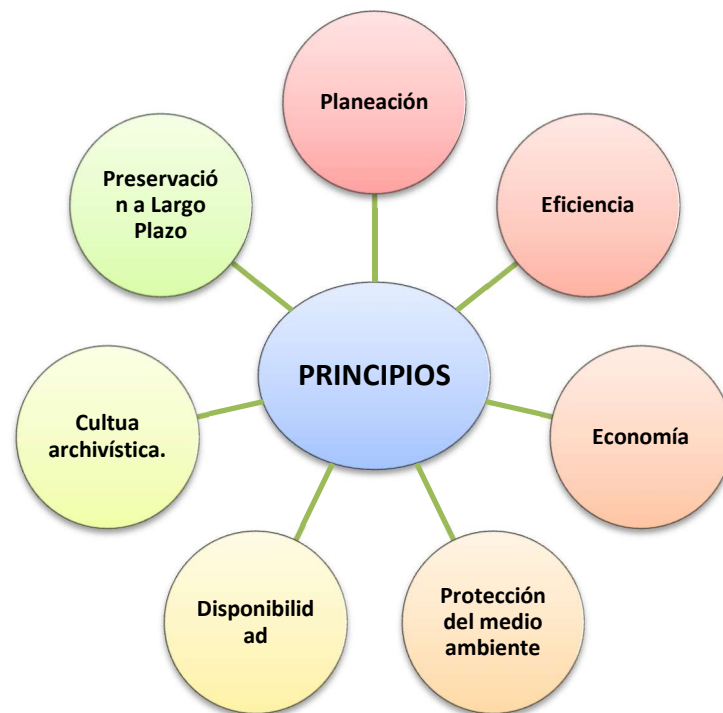 Planeación
Eficiencia
Economía
Protección
del medio
ambiente
Disponibilid
ad
Cultua
archivística.
Preservació
n a Largo
Plazo
PRINCIPIOS